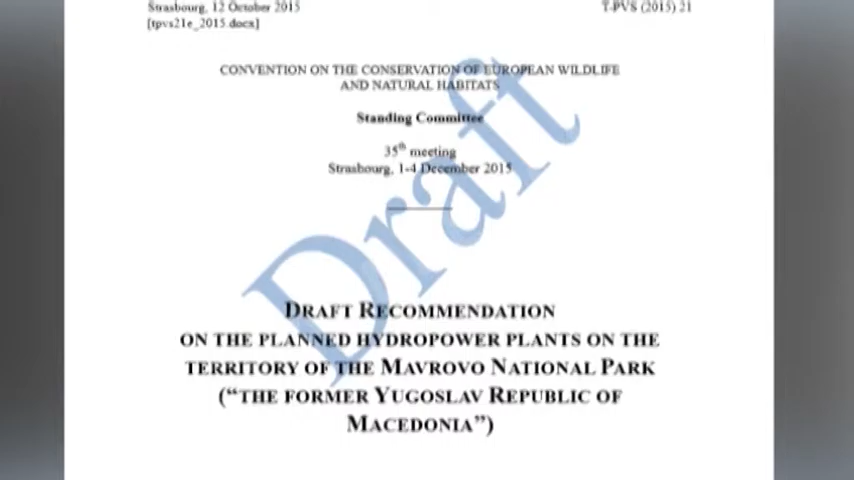 Strasbourg, 12 October 2015
T-PVS (2015) 21
[tpvs21e_2015.docx]
CONVENTION ON THE CONSERVATION OF EUROPEAN WILDLIFE
AND NATURAL HABITATS
Standing Committee
35th meeting
Strasbourg, 1-4 December 2015
Draft
DRAFT RECOMMENDATION
ON THE PLANNED HYDROPOWER PLANTS ON THE
TERRITORY OF THE MAVROVO NATIONAL PARK
(“THE FORMER YUGOSLAV REPUBLIC OF
MACEDONIA”)